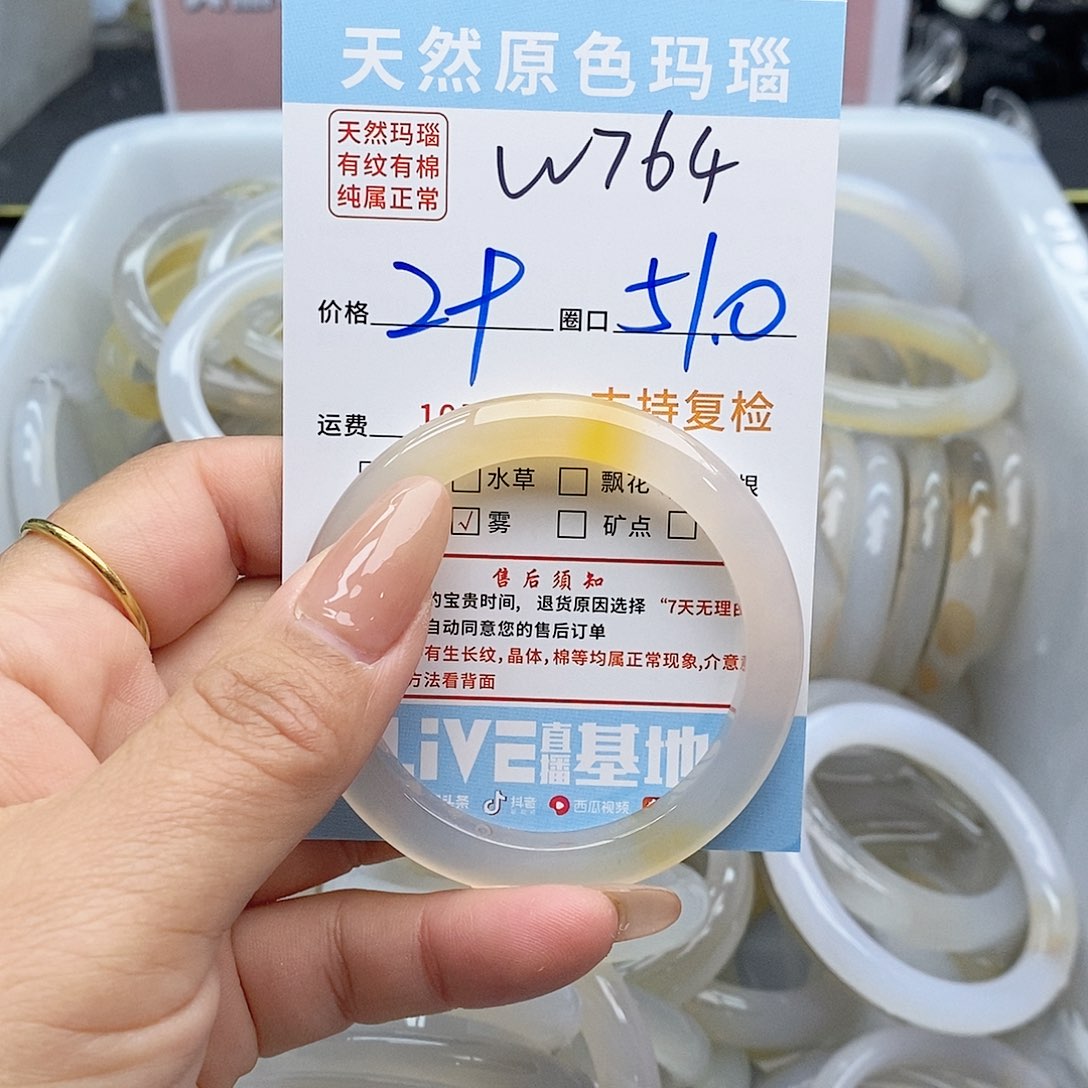 天然原色玛瑙
天然玛瑙
有纹有棉
纯属正常
W764
价格 29 圈口 51.0
运费 支持复检
水草 飘花
√ 雾 矿点
售后须知
的宝贵时间，退货原因选择 “7天无理由
自动同意您的售后订单
有生长纹，晶体，棉等均属正常现象，介意
方法看背面
LiVE直播基地
头条 抖音 西瓜视频